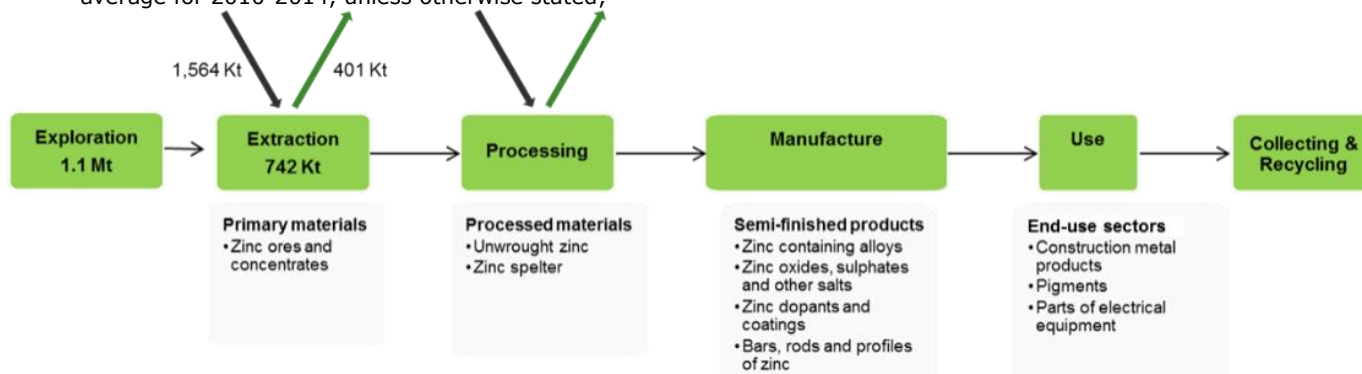 average for 2010-2014, unless otherwise stated;
1,564 Kt
401 Kt
Exploration
1.1 Mt
Extraction
742 Kt
Processing
Manufacture
Use
Collecting &
Recycling
Primary materials
•Zinc ores and
concentrates
Processed materials
•Unwrought zinc
•Zinc spelter
Semi-finished products
•Zinc containing alloys
•Zinc oxides, sulphates
and other salts
•Zinc dopants and
coatings
•Bars, rods and profiles
of zinc
End-use sectors
•Construction metal
products
•Pigments
•Parts of electrical
equipment